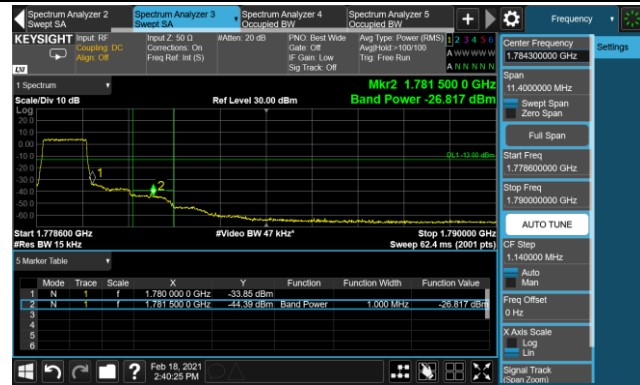 Spectrum Analyzer 2
Swept SA
Spectrum Analyzer 3
Swept SA
Spectrum Analyzer 4
Occupied BW
Spectrum Analyzer 5
Occupied BW
+
Frequency
KEYSIGHT
Input: RF
Coupling: DC
Align: Off
Input Z: 50 Ω
Corrections: On
Freq Ref: Int (S)
#Atten: 20 dB
PNO: Best Wide
Gate: Off
IF Gain: Low
Sig Track: Off
Avg Type: Power (RMS)
Avg|Hold:>100/100
Trig: Free Run
1 2 3 4 5 6
A W W W W W
A N N N N N
LXI
1 Spectrum
Scale/Div 10 dB
Ref Level 30.00 dBm
Mkr2 1.781 500 0 GHz
Band Power -26.817 dBm
Log
20.0
10.0
0.00
-10.0
-20.0
-30.0
-40.0
-50.0
-60.0
DL1 -13.00 dBm
1
2
Start 1.778600 GHz
#Video BW 47 kHz*
Stop 1.790000 GHz
#Res BW 15 kHz
Sweep 62.4 ms (2001 pts)
5 Marker Table
Mode Trace Scale X Y Function Function Width Function Value
1 N 1 f 1.780 000 0 GHz -33.85 dBm
2 N 1 f 1.781 500 0 GHz -44.39 dBm Band Power 1.000 MHz -26.817 dBm
3
4
5
6
Feb 18, 2021
2:40:25 PM
?
Center Frequency
1.784300000 GHz
Settings
Span
11.4000000 MHz
Swept Span
Zero Span
Full Span
Start Freq
1.778600000 GHz
Stop Freq
1.790000000 GHz
AUTO TUNE
CF Step
1.140000 MHz
Auto
Man
Freq Offset
0 Hz
X Axis Scale
Log
Lin
Signal Track
(Span Zoom)